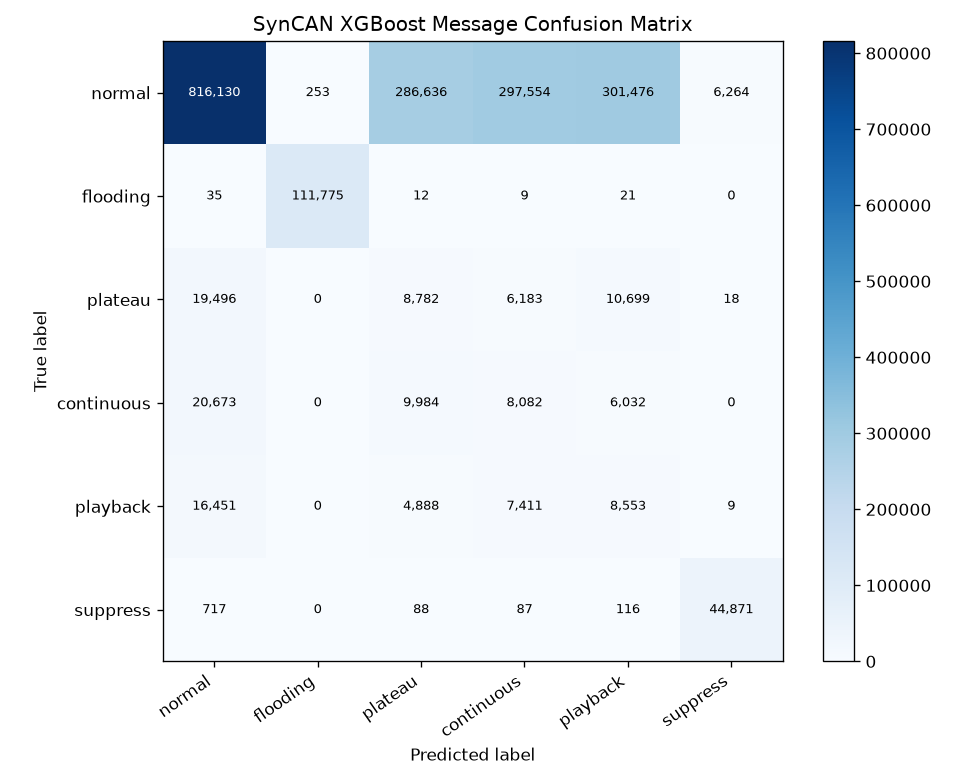 SynCAN XGBoost Message Confusion Matrix
True label
normal 816,130 253 286,636 297,554 301,476 6,264
flooding 35 111,775 12 9 21 0
plateau 19,496 0 8,782 6,183 10,699 18
continuous 20,673 0 9,984 8,082 6,032 0
playback 16,451 0 4,888 7,411 8,553 9
suppress 717 0 88 87 116 44,871
normal flooding plateau continuous playback suppress
Predicted label
800000
700000
600000
500000
400000
300000
200000
100000
0